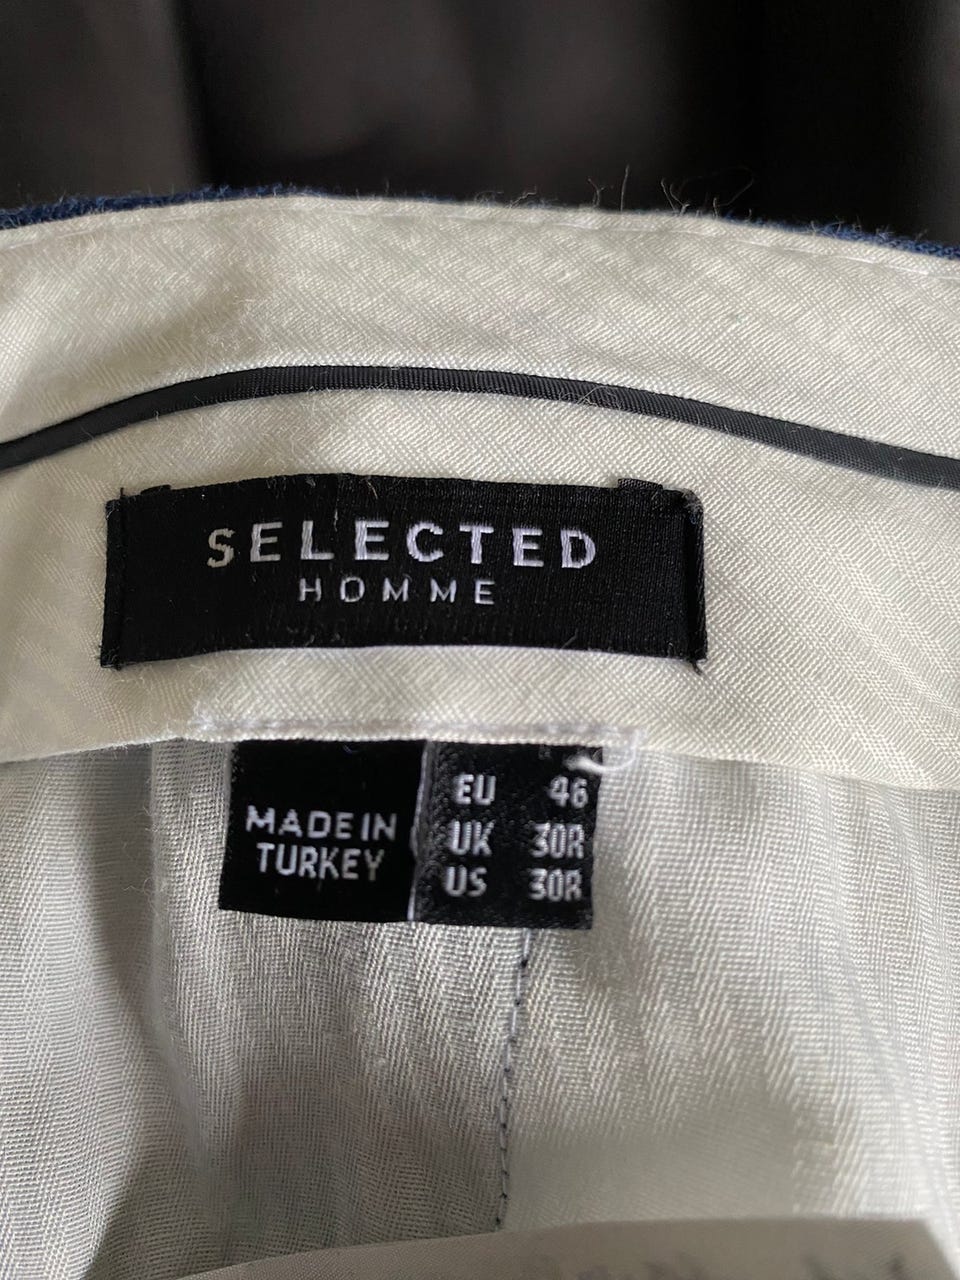 SELECTED
HOMME
MADE IN
TURKEY
EU 46
UK 30R
US 30R